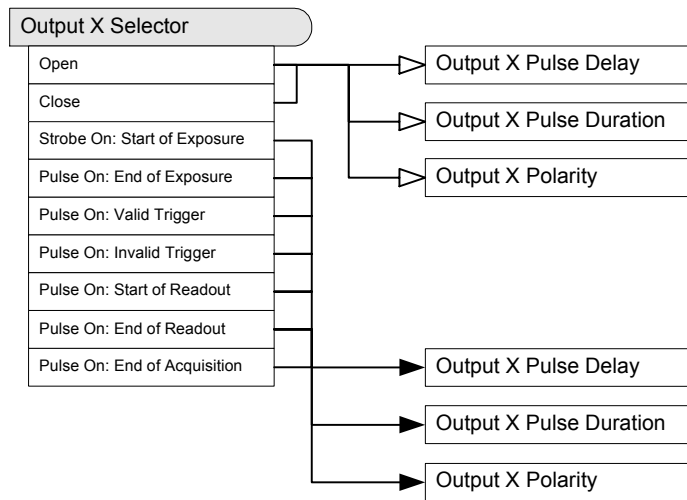 Output X Selector
Open
Close
Strobe On: Start of Exposure
Pulse On: End of Exposure
Pulse On: Valid Trigger
Pulse On: Invalid Trigger
Pulse On: Start of Readout
Pulse On: End of Readout
Pulse On: End of Acquisition
Output X Pulse Delay
Output X Pulse Duration
Output X Polarity
Output X Pulse Delay
Output X Pulse Duration
Output X Polarity